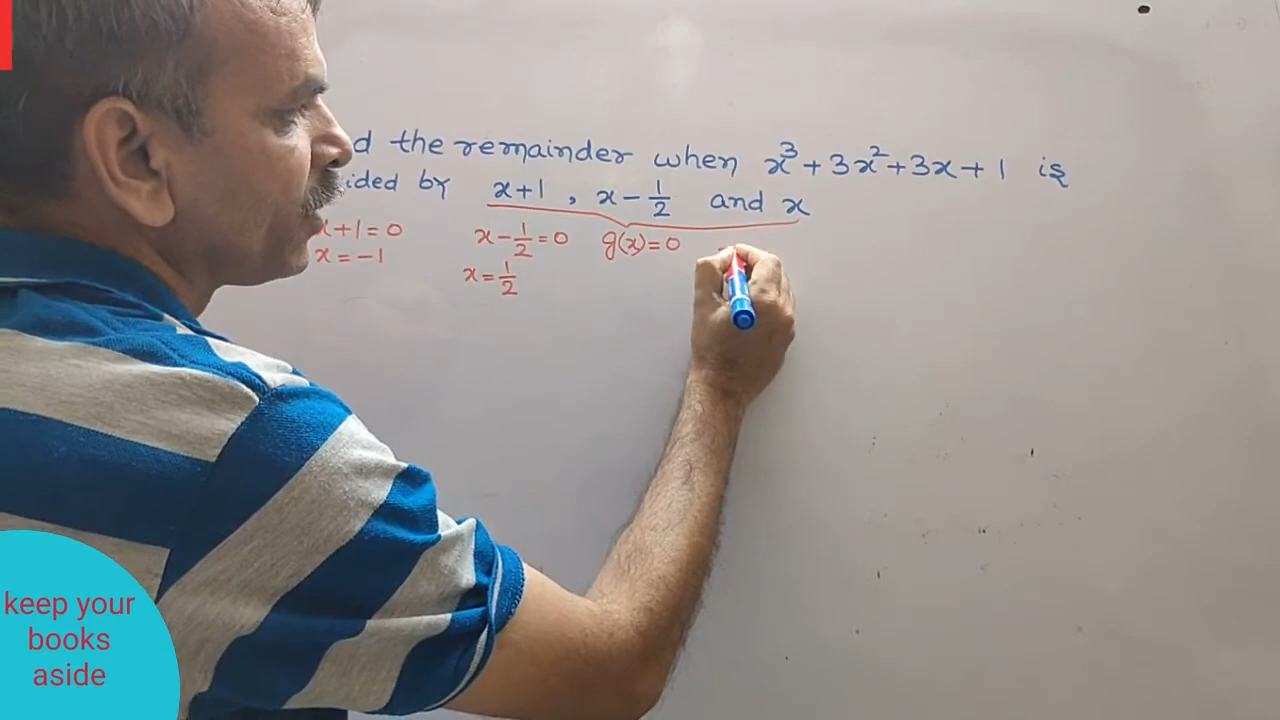 d the remainder when x³+3x²+3x+1 is
ided by x+1 , x-1/2 and x
x+1=0 x-1/2=0 g(x)=0
x=-1 x=1/2
keep your
books
aside